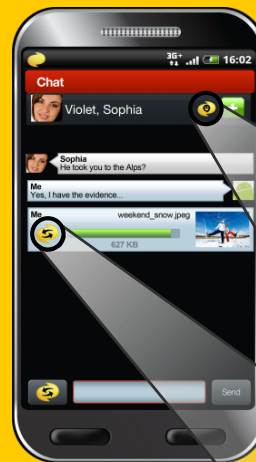 3G+ 16:02
Chat
Violet, Sophia
Sophia
He took you to the Alps?
Me
Yes, I have the evidence...
Me weekend_snow.jpeg
627 KB
Send